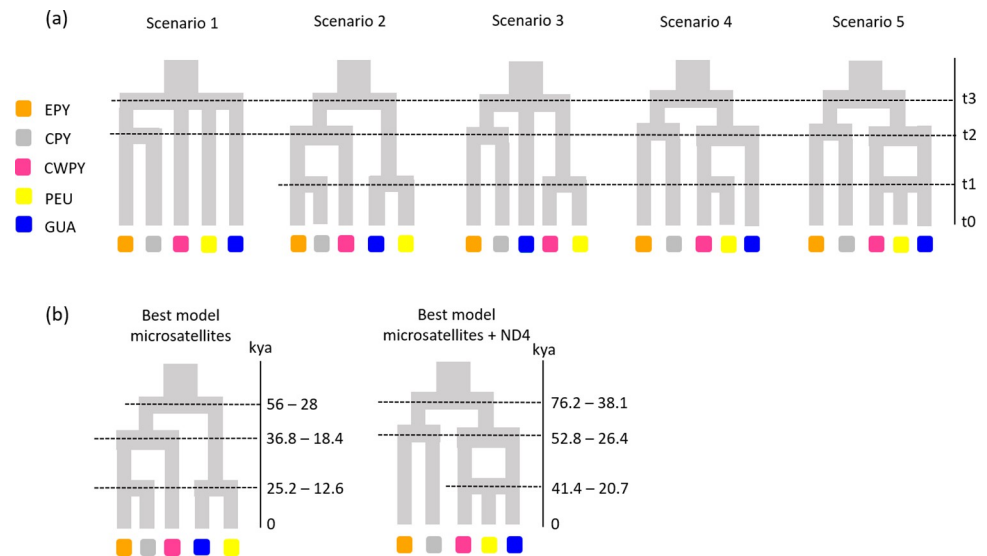 (a)
Scenario 1
Scenario 2
Scenario 3
Scenario 4
Scenario 5
EPY
CPY
CWPY
PEU
GUA
t3
t2
t1
t0
(b)
Best model
microsatellites
kya
56 – 28
36.8 – 18.4
25.2 – 12.6
0
Best model
microsatellites + ND4
kya
76.2 – 38.1
52.8 – 26.4
41.4 – 20.7
0